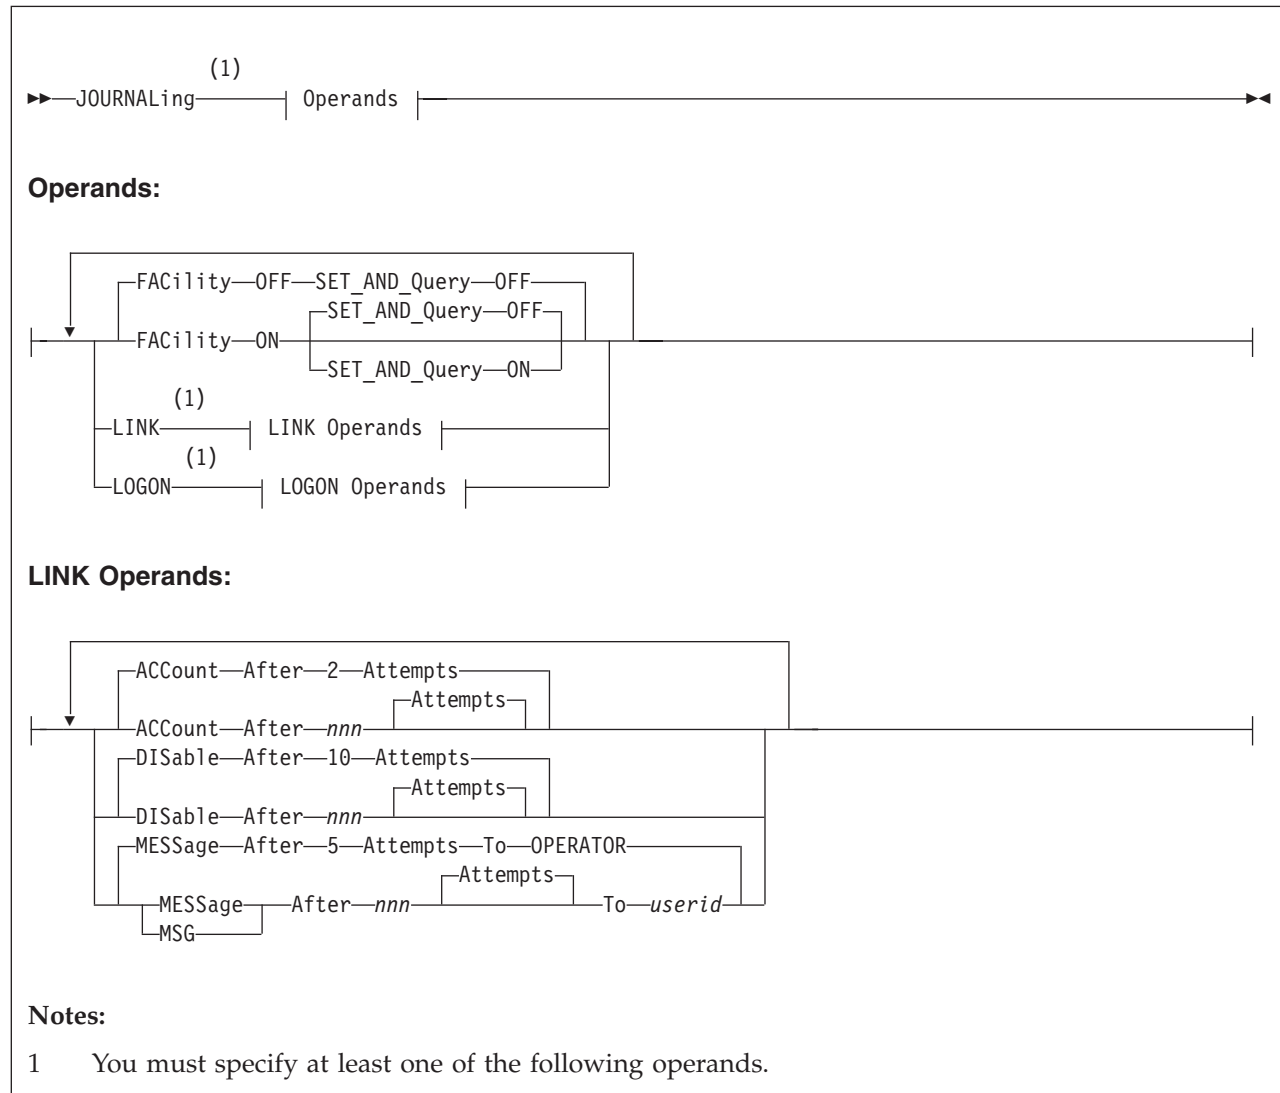 (1)
JOURNALing Operands
Operands:
FACility OFF SET_AND_Query OFF
SET_AND_Query OFF
FACility ON
SET_AND_Query ON
(1)
LINK LINK Operands
(1)
LOGON LOGON Operands
LINK Operands:
ACCount After 2 Attempts
Attempts
ACCount After nnn
DISable After 10 Attempts
Attempts
DISable After nnn
MESSage After 5 Attempts To OPERATOR
Attempts
MESSage After nnn To userid
MSG
Notes:
1 You must specify at least one of the following operands.